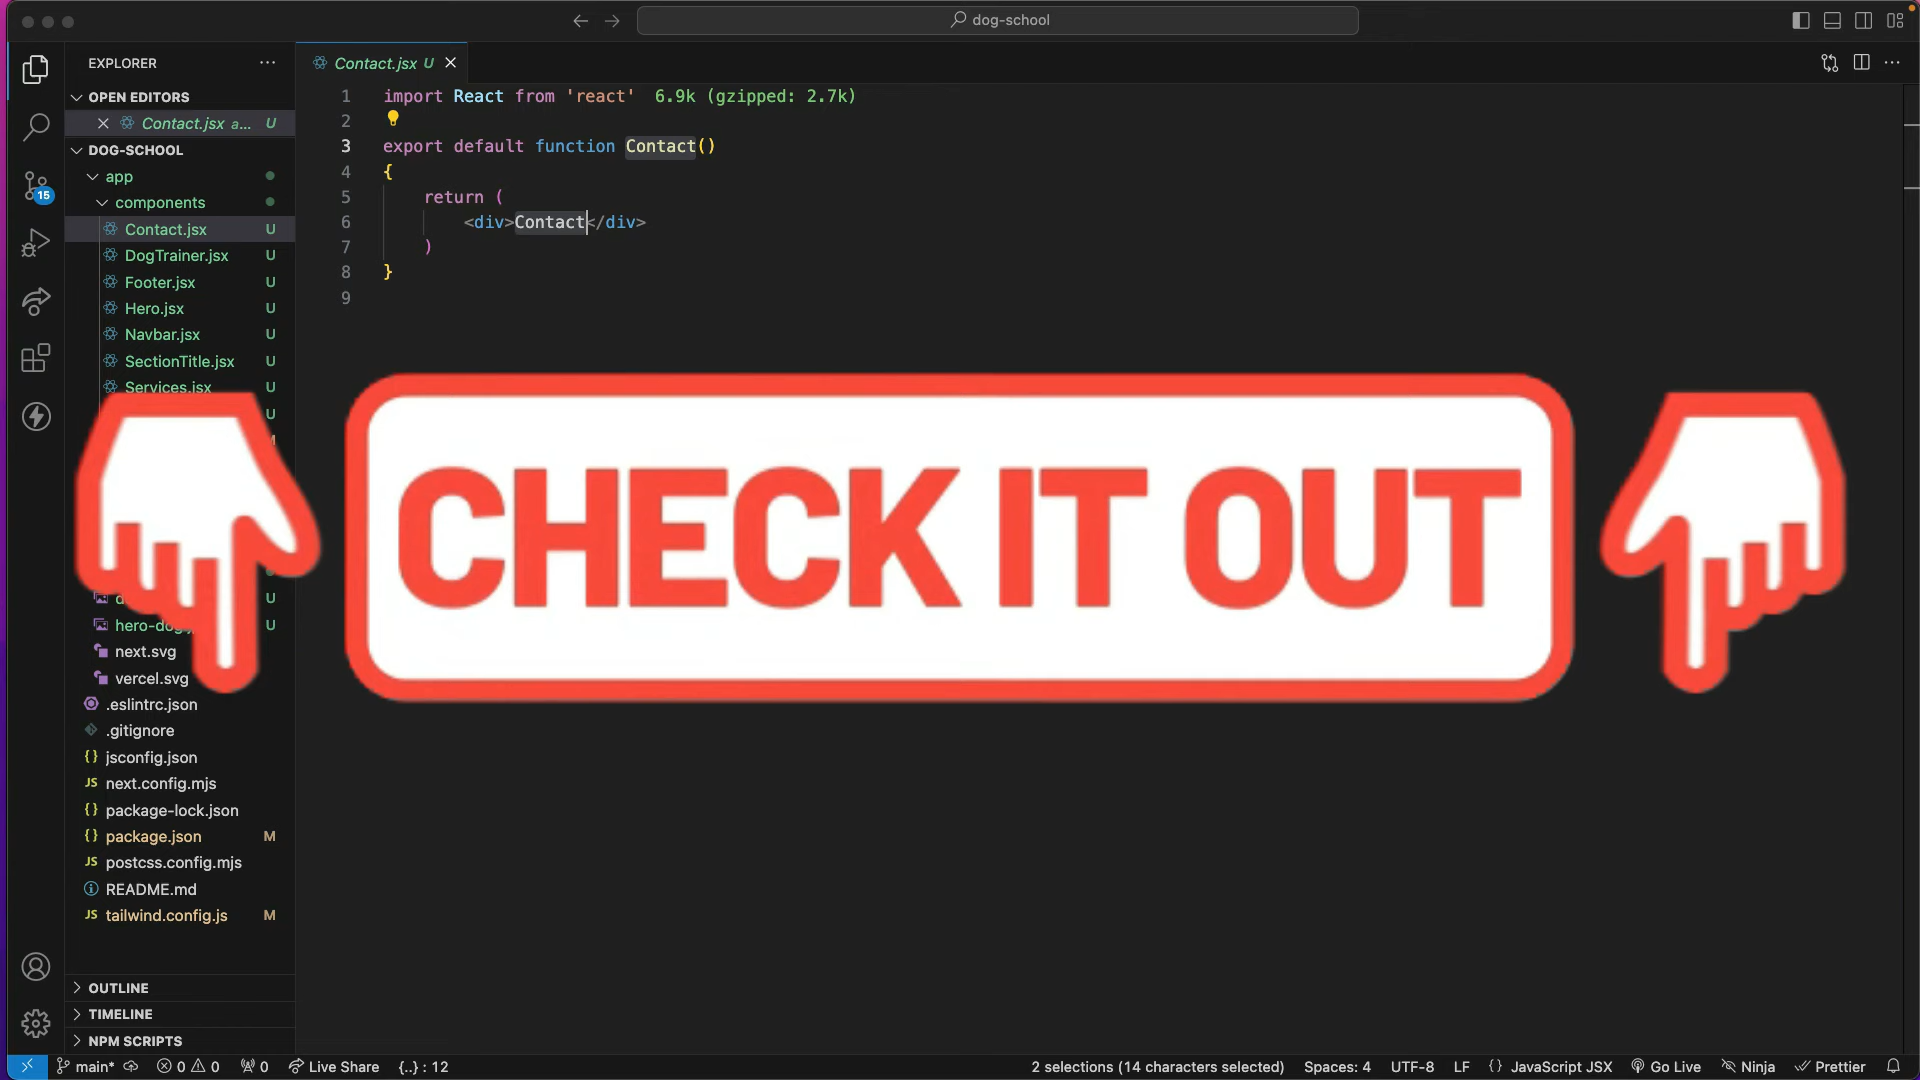 dog-school
EXPLORER
Contact.jsx U
OPEN EDITORS
Contact.jsx a... U
DOG-SCHOOL
app
components
Contact.jsx U
DogTrainer.jsx U
Footer.jsx U
Hero.jsx U
Navbar.jsx U
SectionTitle.jsx U
Services.jsx U
U
U
hero-dog U
next.svg
vercel.svg
.eslintrc.json
.gitignore
{} jsconfig.json
JS next.config.mjs
{} package-lock.json
{} package.json M
JS postcss.config.mjs
README.md
JS tailwind.config.js M
OUTLINE
TIMELINE
NPM SCRIPTS
15
1 import React from 'react' 6.9k (gzipped: 2.7k)
2
3 export default function Contact()
4 {
5 return (
6 <div>Contact</div>
7 )
8 }
9
CHECK IT OUT
main* 0 0 0 Live Share {..} : 12
2 selections (14 characters selected) Spaces: 4 UTF-8 LF {} JavaScript JSX Go Live Ninja Prettier